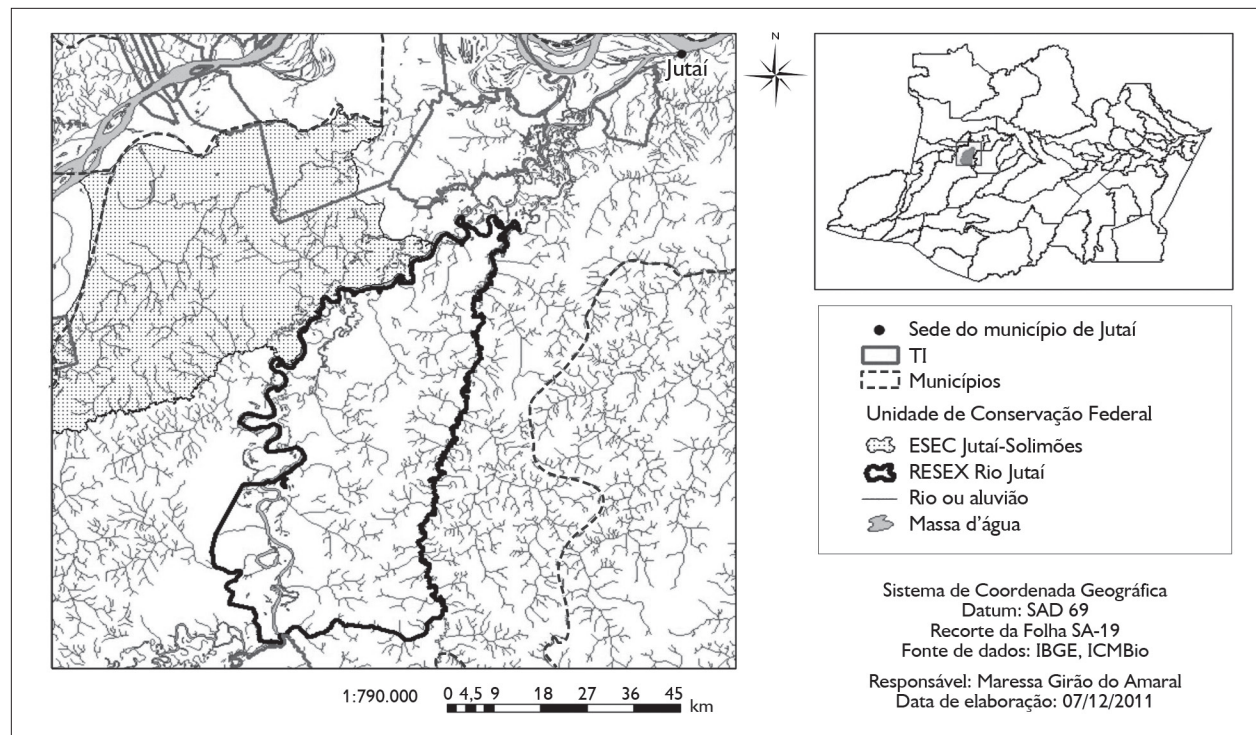 Jutaí
N
Sede do município de Jutaí
TI
Municípios
Unidade de Conservação Federal
ESEC Jutaí-Solimões
RESEX Rio Jutaí
Rio ou aluvião
Massa d'água
Sistema de Coordenada Geográfica
Datum: SAD 69
Recorte da Folha SA-19
Fonte de dados: IBGE, ICMBio
Responsável: Maressa Girão do Amaral
Data de elaboração: 07/12/2011
1:790.000 0 4,5 9 18 27 36 45 km